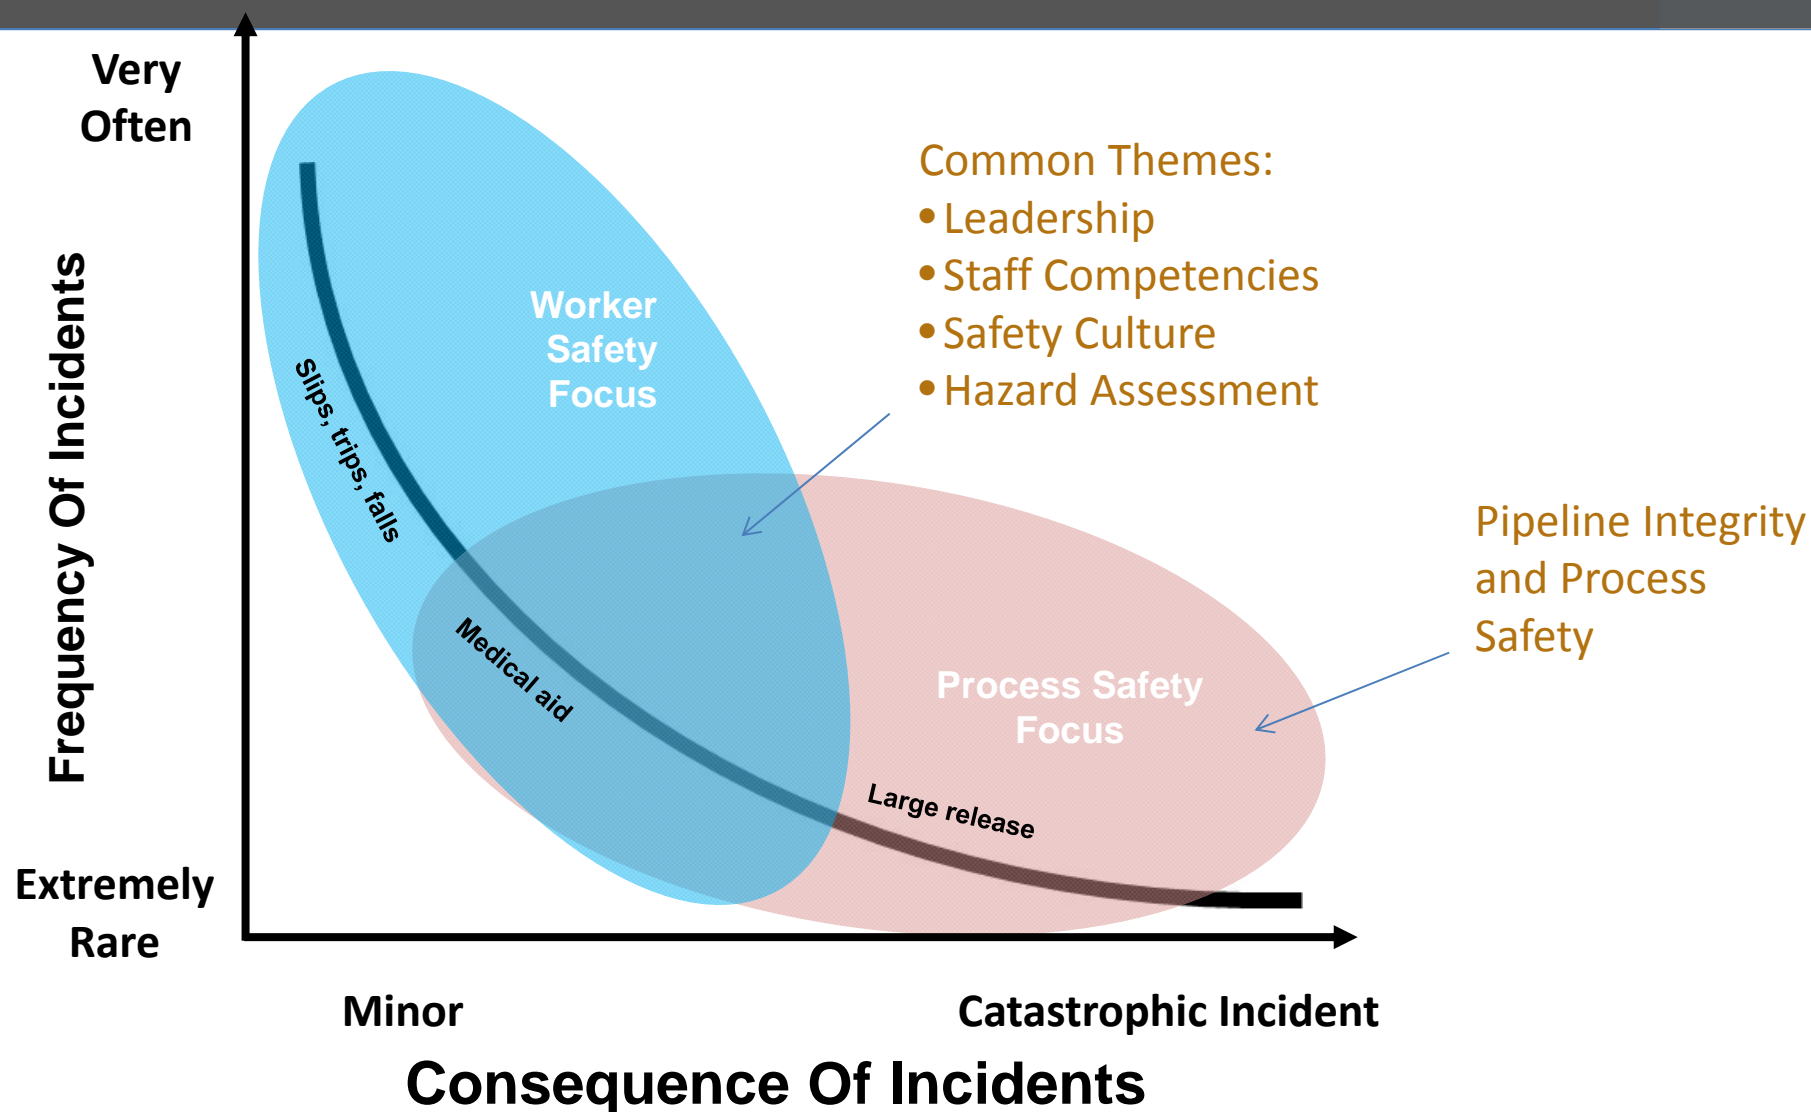 Very
Often
Frequency Of Incidents
Extremely
Rare
Slips, trips, falls
Worker
Safety
Focus
Medical aid
Common Themes:
•Leadership
•Staff Competencies
•Safety Culture
•Hazard Assessment
Process Safety
Focus
Large release
Pipeline Integrity
and Process
Safety
Minor
Catastrophic Incident
Consequence Of Incidents